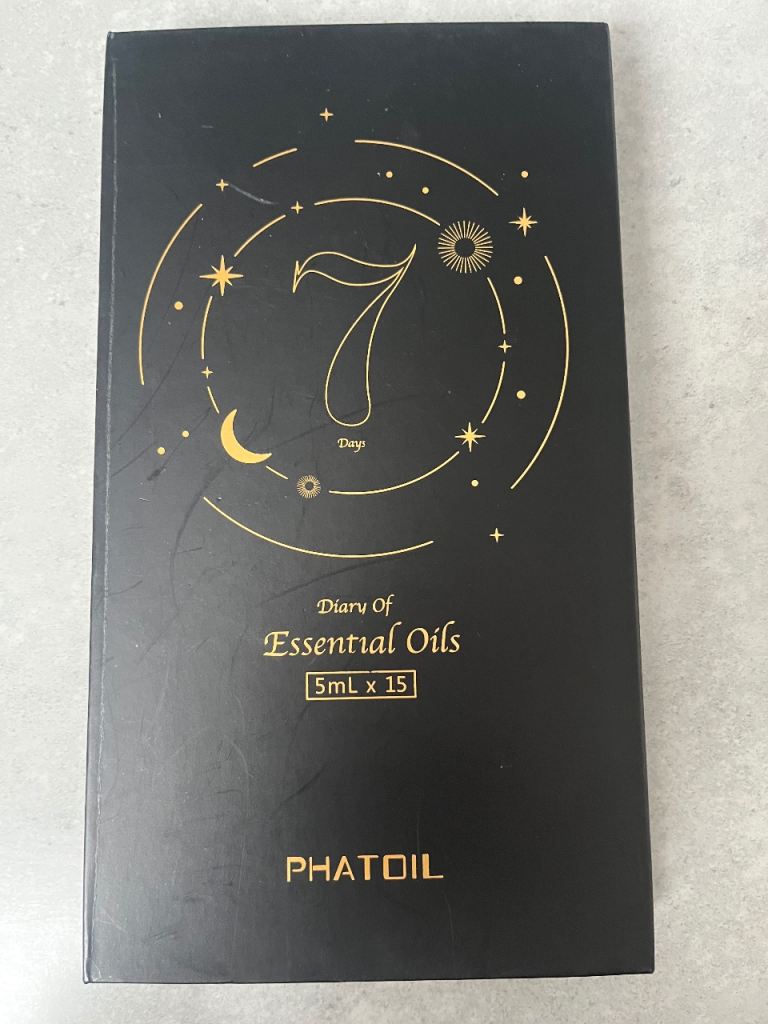 7
Days
Diary Of
Essential Oils
5mL x 15
PHATOIL